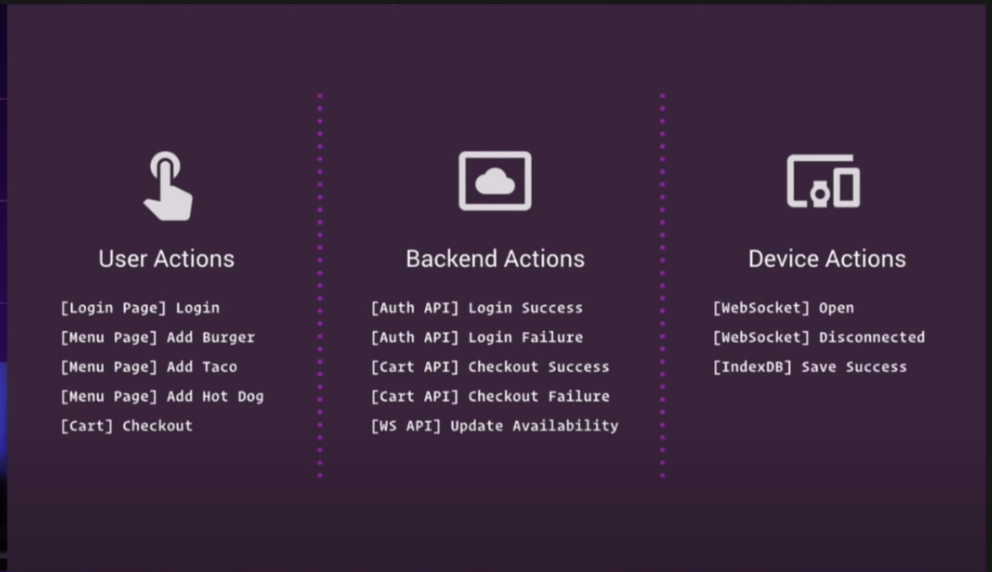 User Actions
[Login Page] Login
[Menu Page] Add Burger
[Menu Page] Add Taco
[Menu Page] Add Hot Dog
[Cart] Checkout
Backend Actions
[Auth API] Login Success
[Auth API] Login Failure
[Cart API] Checkout Success
[Cart API] Checkout Failure
[WS API] Update Availability
Device Actions
[WebSocket] Open
[WebSocket] Disconnected
[IndexDB] Save Success